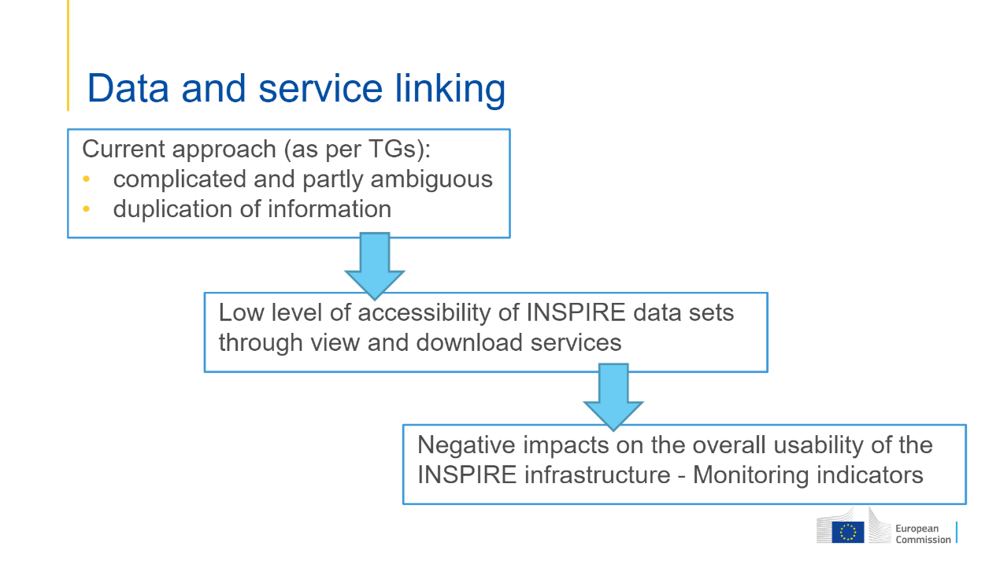 Data and service linking
Current approach (as per TGs):
• complicated and partly ambiguous
• duplication of information
Low level of accessibility of INSPIRE data sets
through view and download services
Negative impacts on the overall usability of the
INSPIRE infrastructure - Monitoring indicators
European
Commission